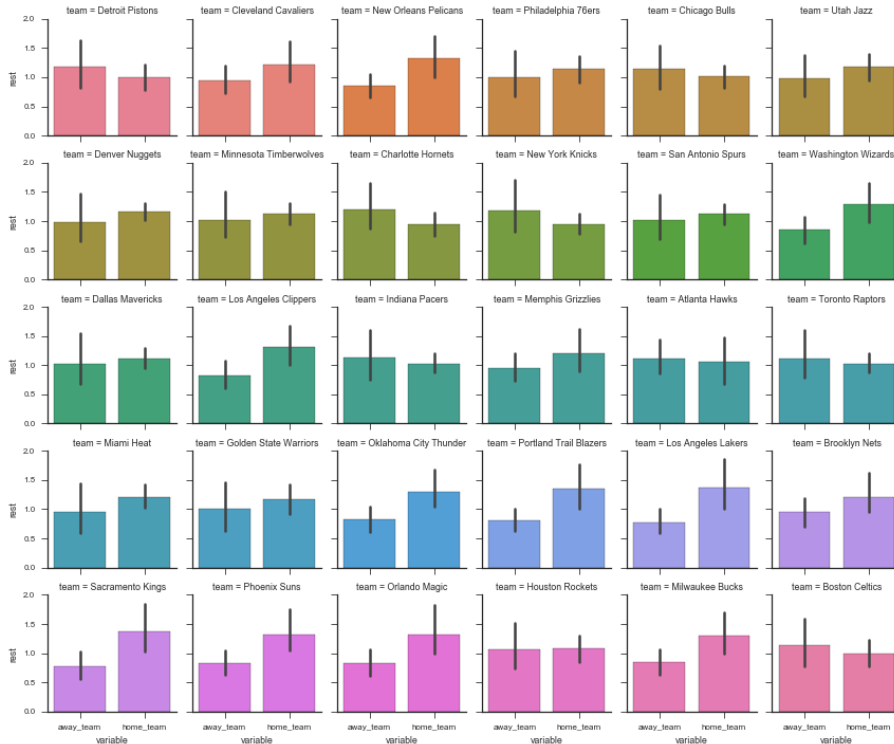 team = Detroit Pistons
team = Cleveland Cavaliers
team = New Orleans Pelicans
team = Philadelphia 76ers
team = Chicago Bulls
team = Utah Jazz
2.0
1.5
1.0
0.5
0.0
rest
team = Denver Nuggets
team = Minnesota Timberwolves
team = Charlotte Hornets
team = New York Knicks
team = San Antonio Spurs
team = Washington Wizards
2.0
1.5
1.0
0.5
0.0
rest
team = Dallas Mavericks
team = Los Angeles Clippers
team = Indiana Pacers
team = Memphis Grizzlies
team = Atlanta Hawks
team = Toronto Raptors
2.0
1.5
1.0
0.5
0.0
rest
team = Miami Heat
team = Golden State Warriors
team = Oklahoma City Thunder
team = Portland Trail Blazers
team = Los Angeles Lakers
team = Brooklyn Nets
2.0
1.5
1.0
0.5
0.0
rest
team = Sacramento Kings
team = Phoenix Suns
team = Orlando Magic
team = Houston Rockets
team = Milwaukee Bucks
team = Boston Celtics
2.0
1.5
1.0
0.5
0.0
rest
away_team home_team
away_team home_team
away_team home_team
away_team home_team
away_team home_team
away_team home_team
variable
variable
variable
variable
variable
variable